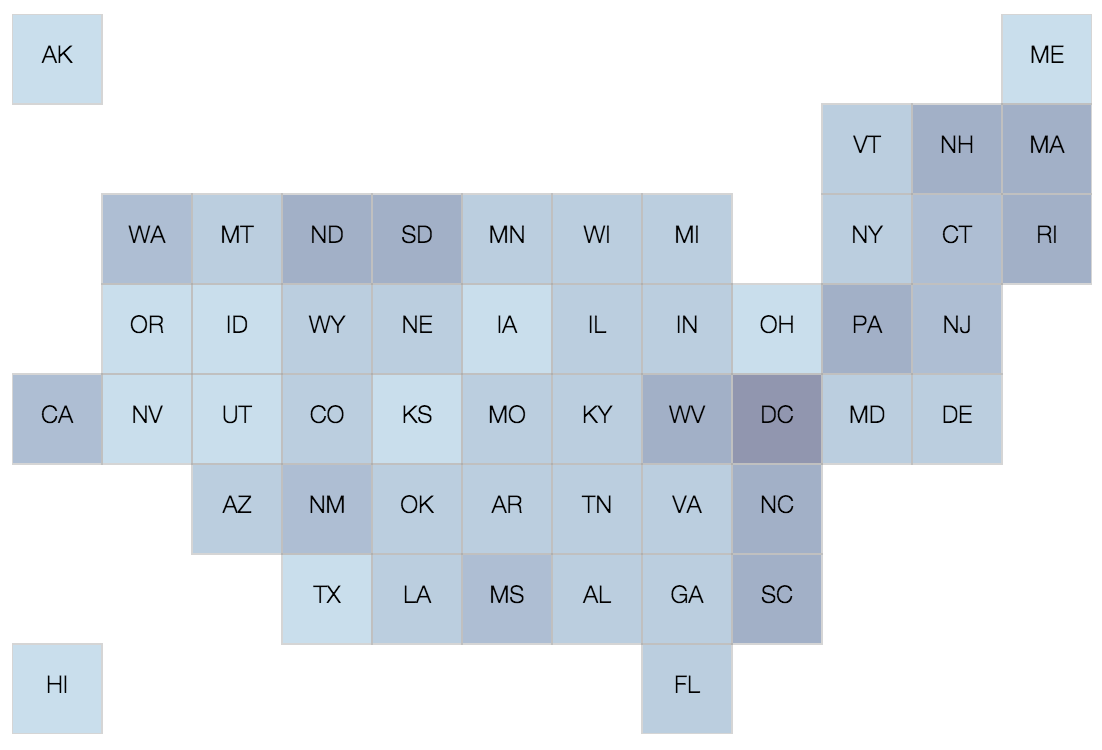 AK ME
VT NH MA
WA MT ND SD MN WI MI NY CT RI
OR ID WY NE IA IL IN OH PA NJ
CA NV UT CO KS MO KY WV DC MD DE
AZ NM OK AR TN VA NC
TX LA MS AL GA SC
HI FL